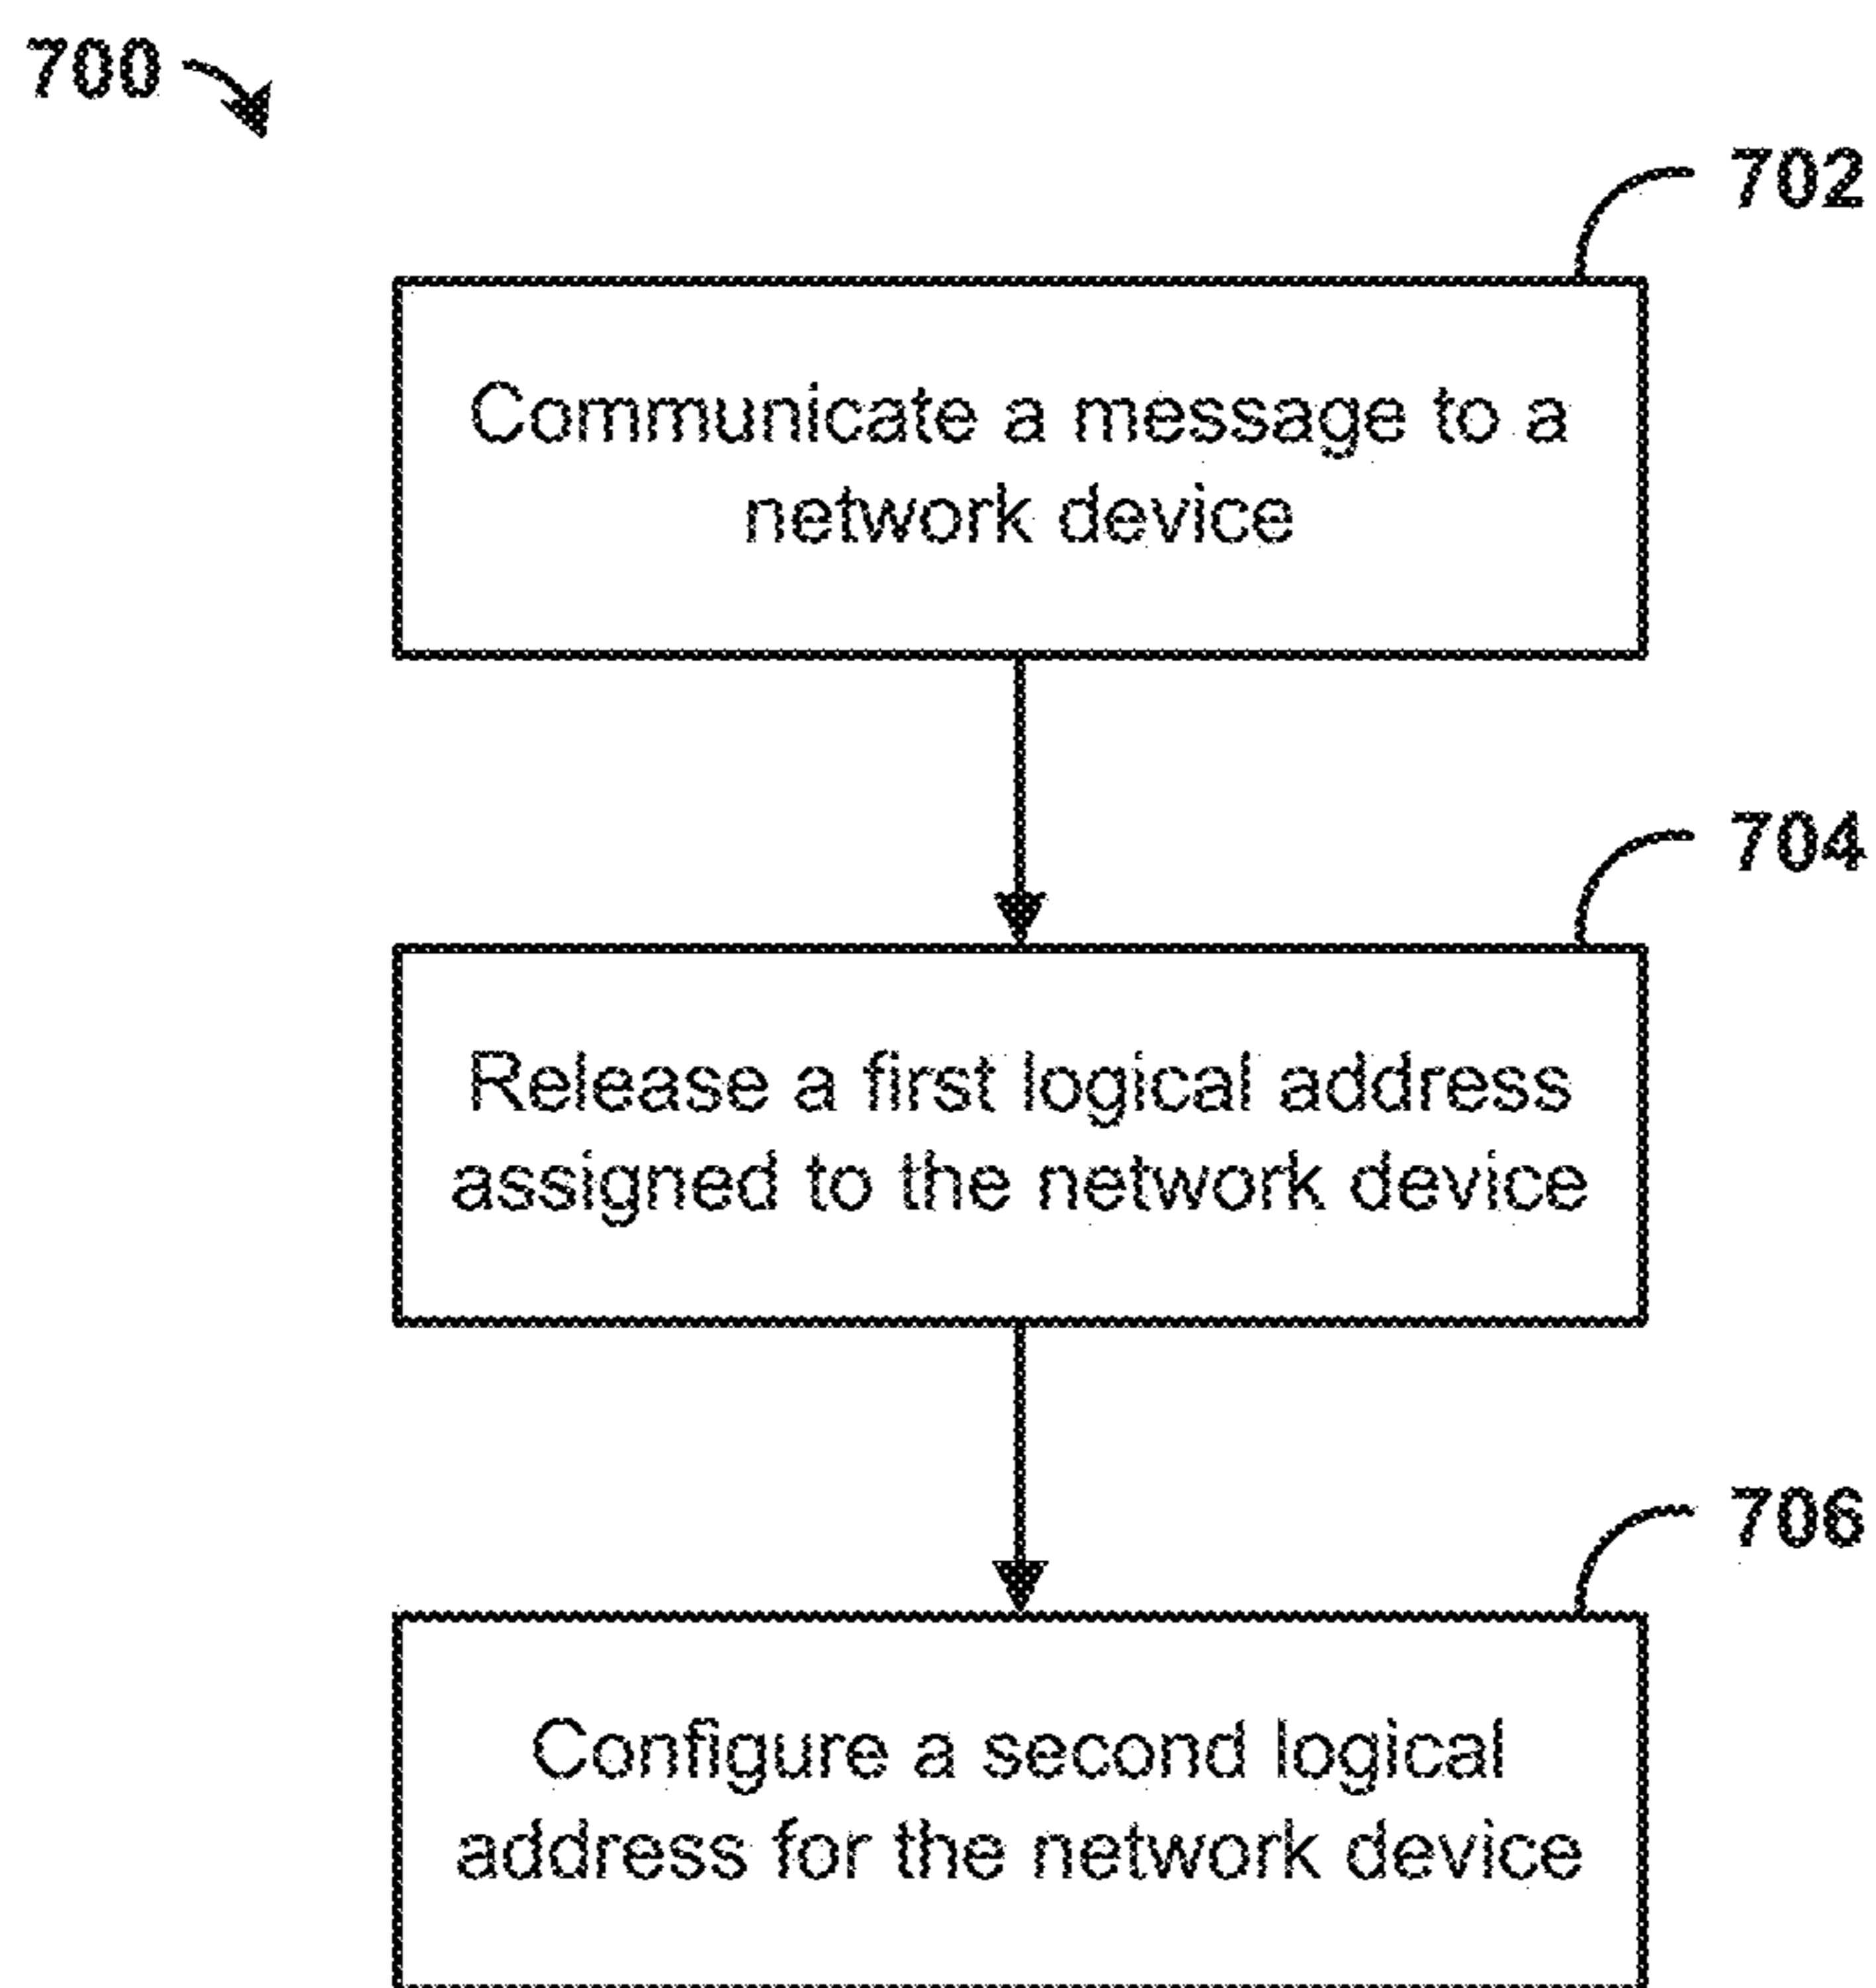 700
702
Communicate a message to a
network device
704
Release a first logical address
assigned to the network device
706
Configure a second logical
address for the network device